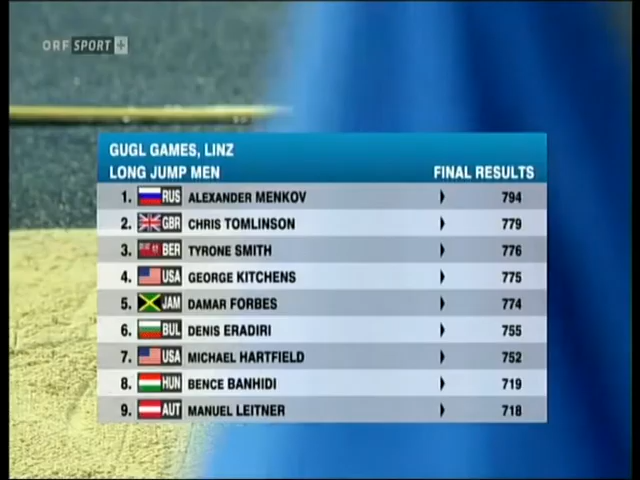 ORF SPORT +
GUGL GAMES, LINZ
LONG JUMP MEN FINAL RESULTS
1. RUS ALEXANDER MENKOV 794
2. GBR CHRIS TOMLINSON 779
3. BER TYRONE SMITH 776
4. USA GEORGE KITCHENS 775
5. JAM DAMAR FORBES 774
6. BUL DENIS ERADIRI 755
7. USA MICHAEL HARTFIELD 752
8. HUN BENCE BANHIDI 719
9. AUT MANUEL LEITNER 718